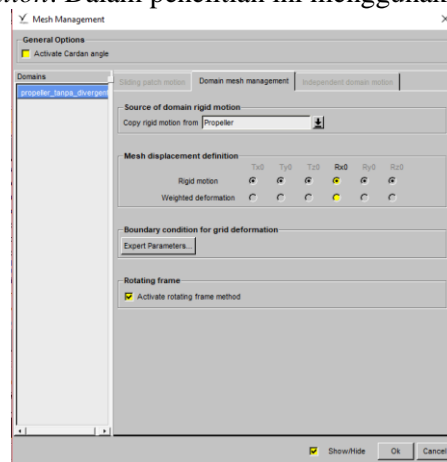 ion. Dalam penelitian ini menggunak
Mesh Management
General Options
Activate Cardan angle
Domains
propeller_tanpa_divergent
Sliding patch motion
Domain mesh management
Independent domain motion
Source of domain rigid motion
Copy rigid motion from Propeller
Mesh displacement definition
Tx0 Ty0 Tz0 Rx0 Ry0 Rz0
Rigid motion
Weighted deformation
Boundary condition for grid deformation
Expert Parameters...
Rotating frame
Activate rotating frame method
Show/Hide Ok Cancel